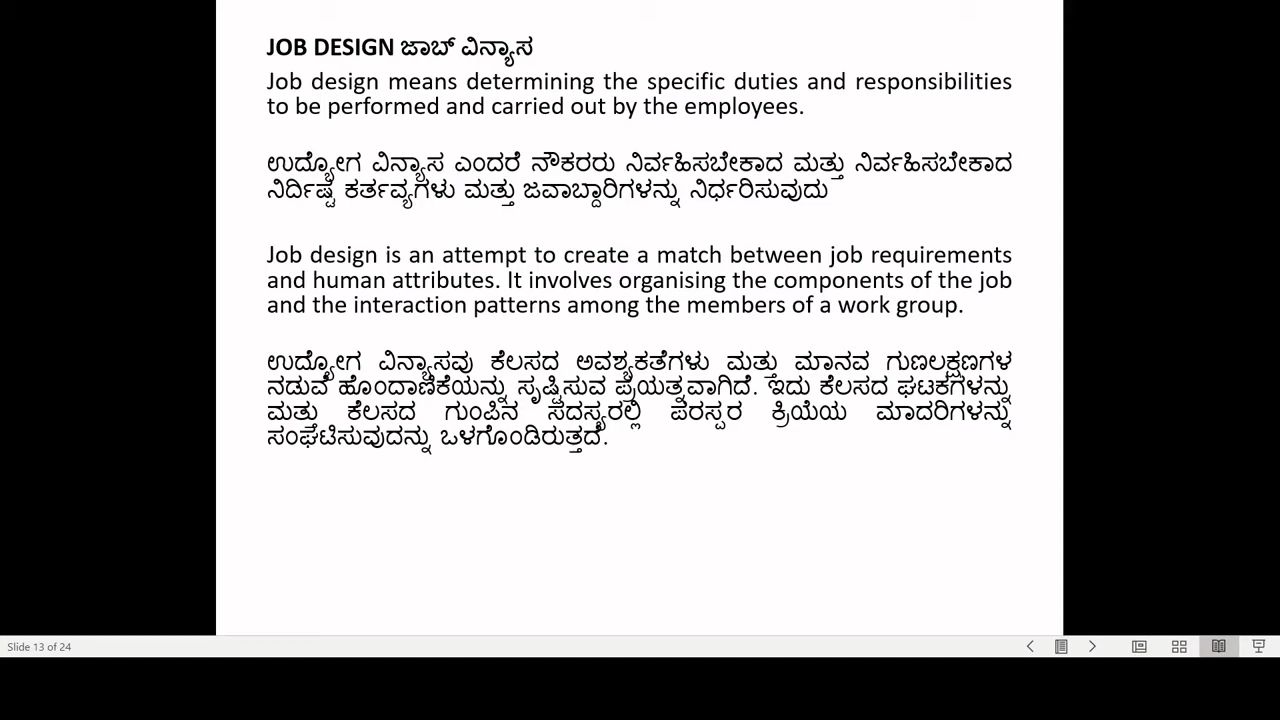 JOB DESIGN ಜಾಬ್ ವಿನ್ಯಾಸ
Job design means determining the specific duties and responsibilities
to be performed and carried out by the employees.
ಉದ್ಯೋಗ ವಿನ್ಯಾಸ ಎಂದರೆ ನೌಕರರು ನಿರ್ವಹಿಸಬೇಕಾದ ಮತ್ತು ನಿರ್ವಹಿಸಬೇಕಾದ
ನಿರ್ದಿಷ್ಟ ಕರ್ತವ್ಯಗಳು ಮತ್ತು ಜವಾಬ್ದಾರಿಗಳನ್ನು ನಿರ್ಧರಿಸುವುದು
Job design is an attempt to create a match between job requirements
and human attributes. It involves organising the components of the job
and the interaction patterns among the members of a work group.
ಉದ್ಯೋಗ ವಿನ್ಯಾಸವು ಕೆಲಸದ ಅವಶ್ಯಕತೆಗಳು ಮತ್ತು ಮಾನವ ಗುಣಲಕ್ಷಣಗಳ
ನಡುವೆ ಹೊಂದಾಣಿಕೆಯನ್ನು ಸೃಷ್ಟಿಸುವ ಪ್ರಯತ್ನವಾಗಿದೆ. ಇದು ಕೆಲಸದ ಘಟಕಗಳನ್ನು
ಮತ್ತು ಕೆಲಸದ ಗುಂಪಿನ ಸದಸ್ಯರಲ್ಲಿ ಪರಸ್ಪರ ಕ್ರಿಯೆಯ ಮಾದರಿಗಳನ್ನು
ಸಂಘಟಿಸುವುದನ್ನು ಒಳಗೊಂಡಿರುತ್ತದೆ.
Slide 13 of 24